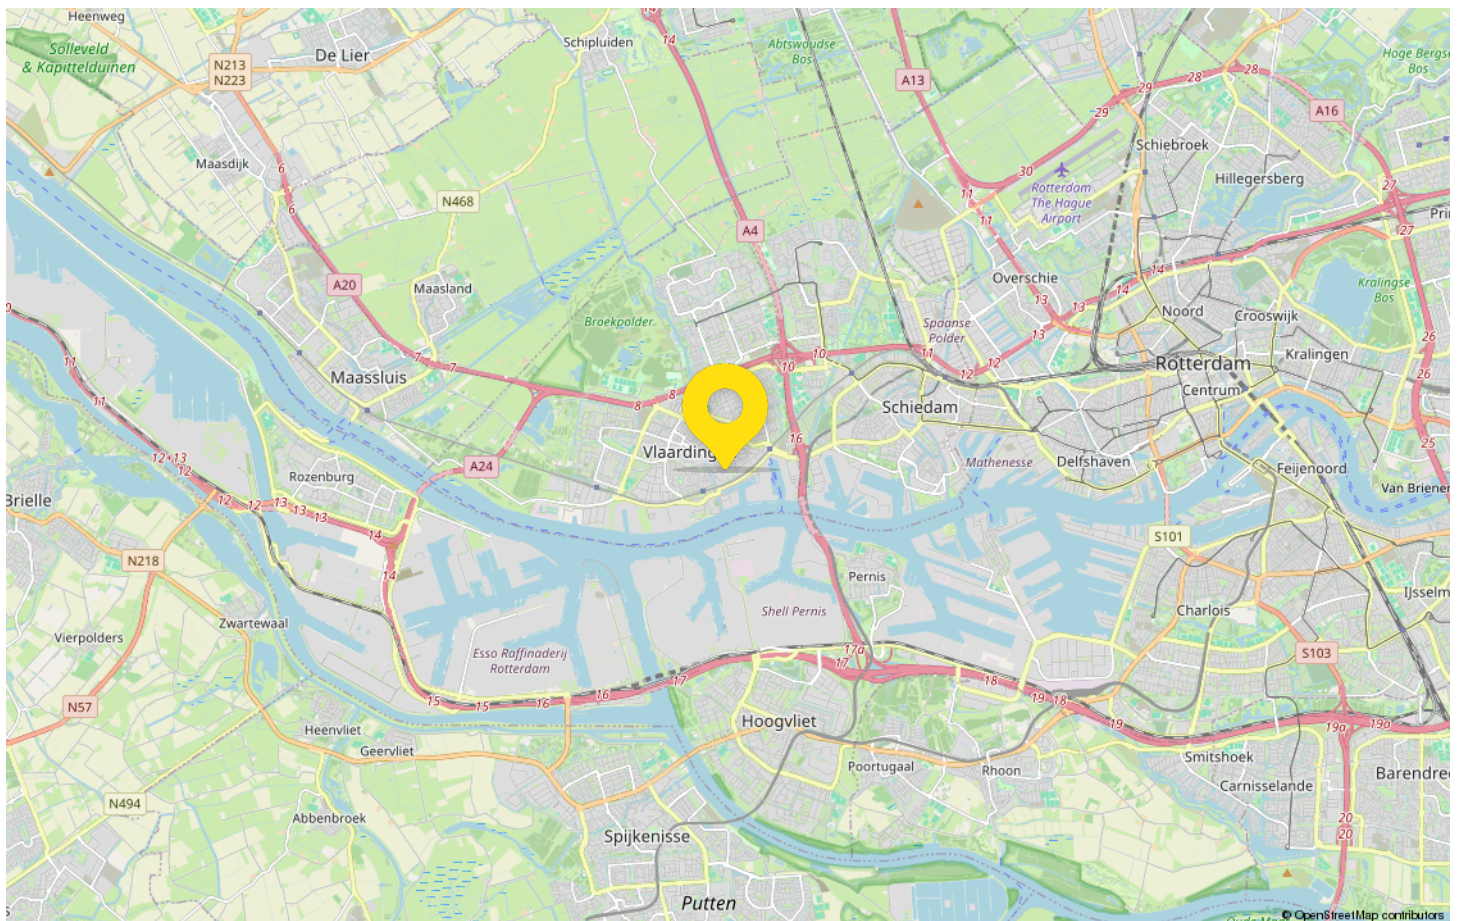 Heenweg
Solleveld
& Kapittelduinen
N213
N223
De Lier
Schipluiden
14
14
Abtswoudse
Bos
A13
28
28
29
29
Hoge Bergse
Bos
A16
Maasdijk
6
6
N468
A4
Schiebroek
30
Rotterdam
The Hague
Airport
11
11
Hillegersberg
27
27
A20
Maasland
Overschie
14
14
13
13
13
Kralingse
Bos
Broekpolder
Spaanse
Polder
Noord
Crooswijk
11
11
7
7
10
10
11
12
12
Rotterdam
Kralingen
26
26
Maassluis
8
8
Centrum
Schiedam
16
25
Vlaarding
12
13
12
A24
Rozenburg
Mathenesse
Delfshaven
Feijenoord
Van Brienen
Brielle
12
12
13
13
13
14
14
N218
S101
Pernis
Shell Pernis
Charlois
IJsselm
Vierpolders
Zwartewaal
Esso Raffinaderij
Rotterdam
17a
17
S103
N57
15
15
16
16
17
18
19
18
19
19a
19a
Heenvliet
Geervliet
Hoogvliet
Poortugaal
Rhoon
Smitshoek
Carnisselande
Barendre
N494
Abbenbroek
Spijkenisse
20
20
Putten
© OpenStreetMap contributors